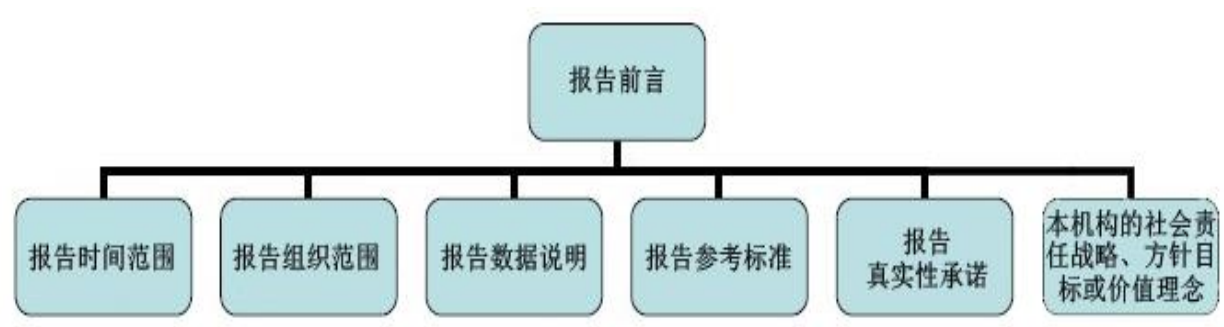 报告前言
报告时间范围
报告组织范围
报告数据说明
报告参考标准
报告
真实性承诺
本机构的社会责
任战略、方针目
标或价值理念